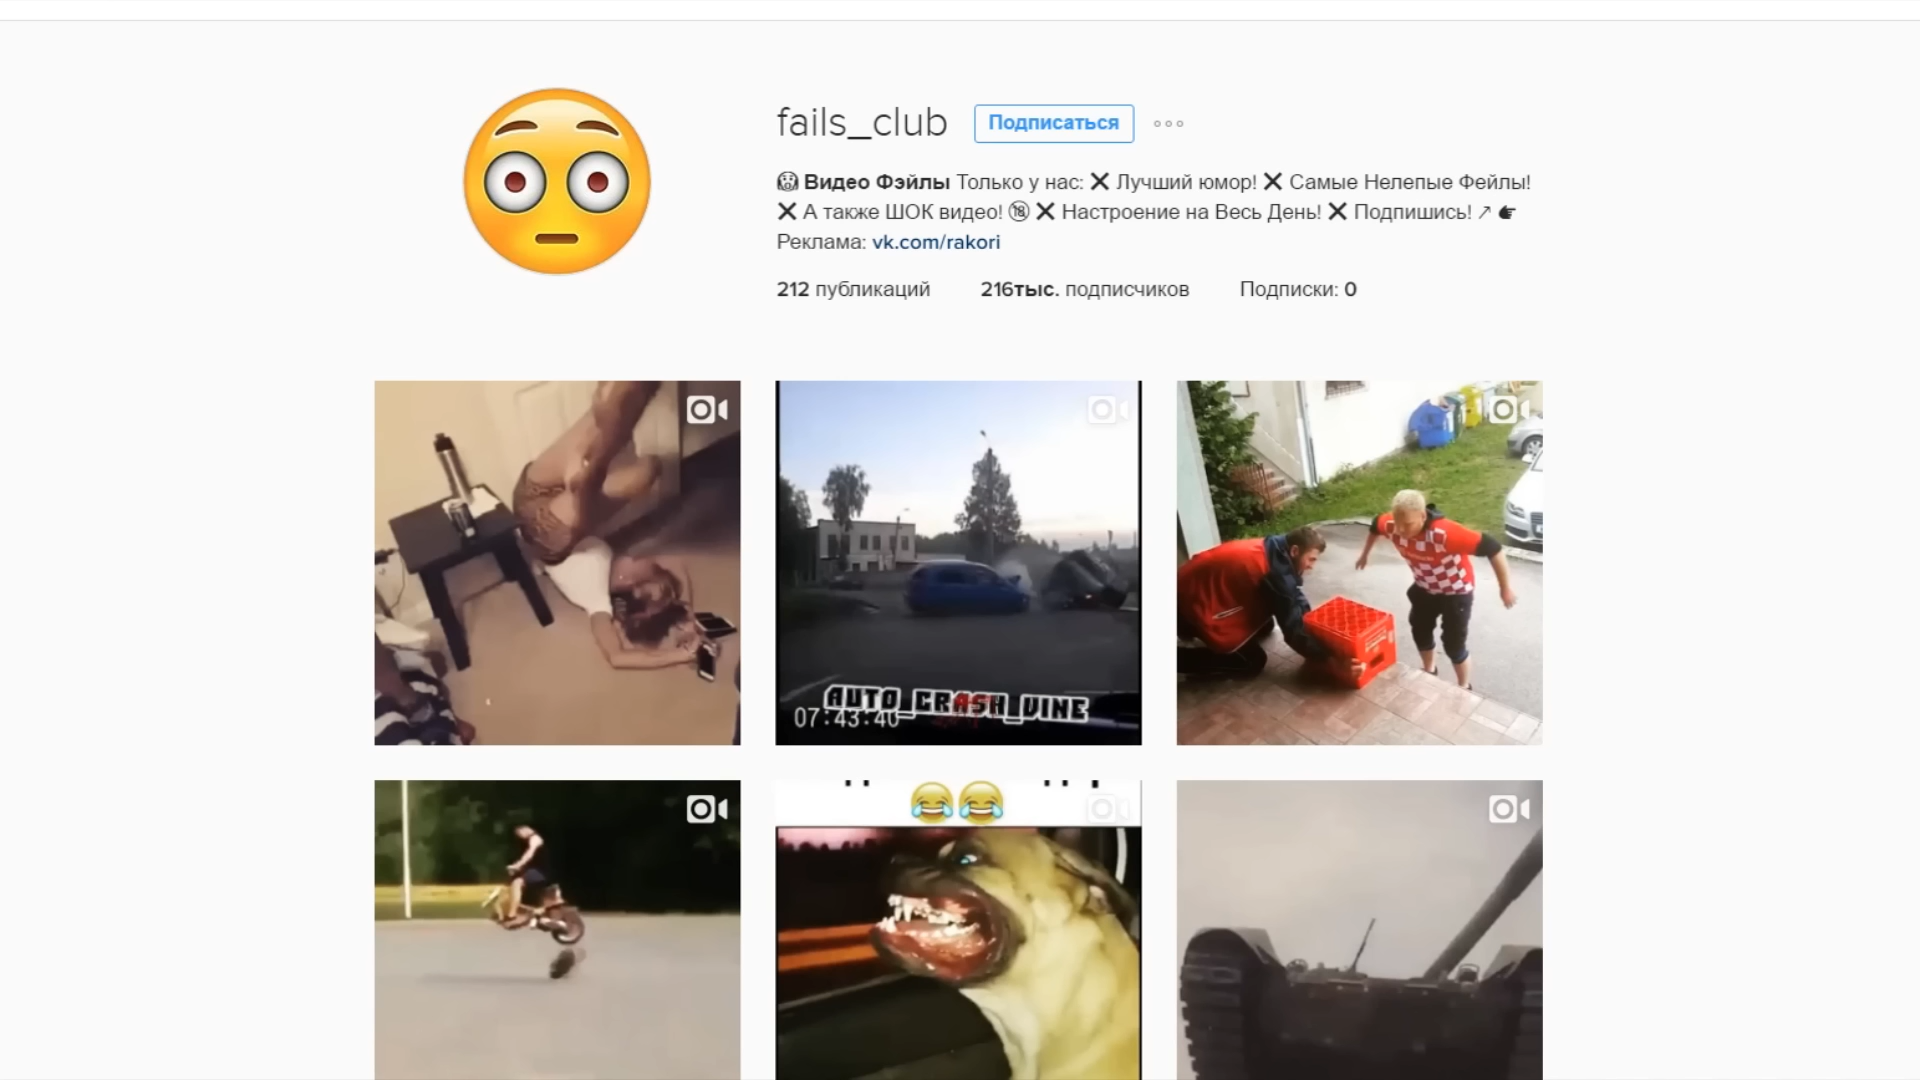 fails_club Подписаться
😱 Видео Фэйлы Только у нас: ❌ Лучший юмор! ❌ Самые Нелепые Фейлы!
❌ А также ШОК видео! 🔞 ❌ Настроение на Весь День! ❌ Подпишись! ↗ 👉
Реклама: vk.com/rakori
212 публикаций 216тыс. подписчиков Подписки: 0
AUTO_CRASH_VINE
07:43:40